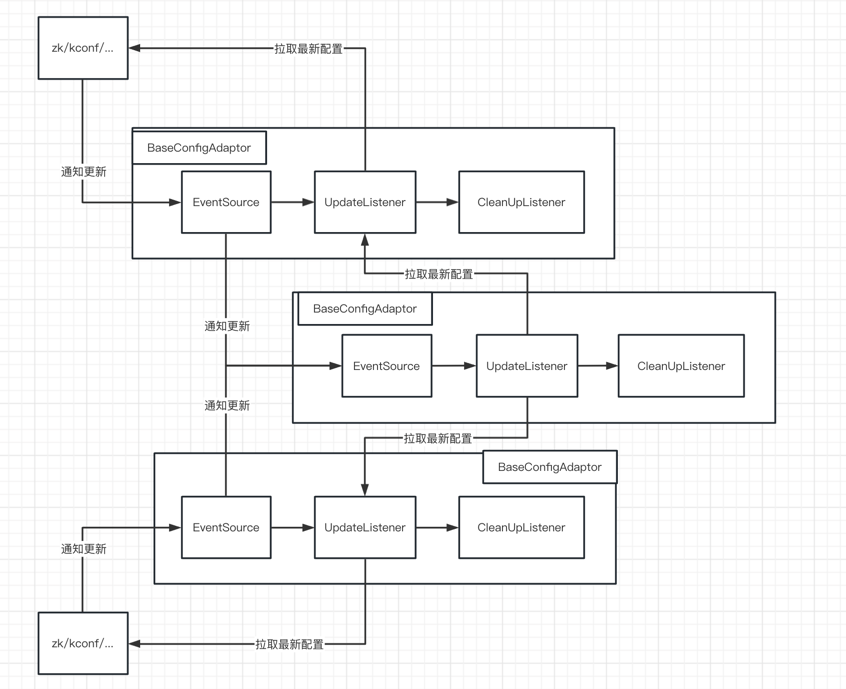 zk/kconf/...
拉取最新配置
BaseConfigAdaptor
通知更新
EventSource
UpdateListener
CleanUpListener
拉取最新配置
BaseConfigAdaptor
通知更新
EventSource
UpdateListener
CleanUpListener
通知更新
拉取最新配置
BaseConfigAdaptor
EventSource
UpdateListener
CleanUpListener
通知更新
zk/kconf/...
拉取最新配置